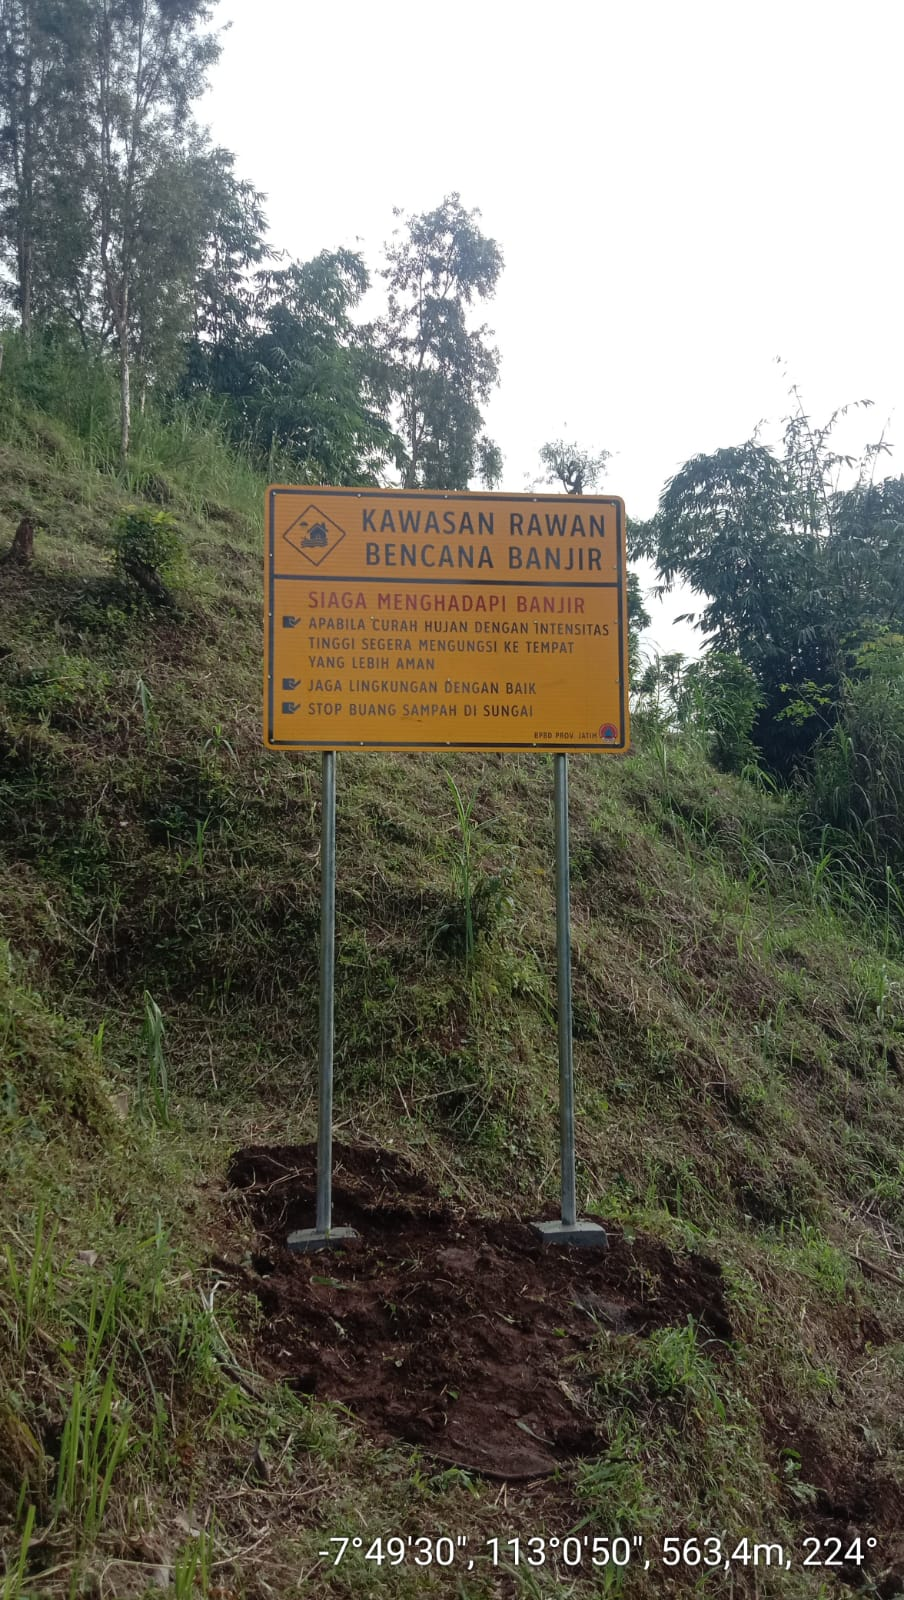 KAWASAN RAWAN
BENCANA BANJIR
SIAGA MENGHADAPI BANJIR
APABILA CURAH HUJAN DENGAN INTENSITAS
TINGGI SEGERA MENGUNGSI KE TEMPAT
YANG LEBIH AMAN
JAGA LINGKUNGAN DENGAN BAIK
STOP BUANG SAMPAH DI SUNGAI
BPBD PROV. JATIM
-7°49'30", 113°0'50", 563,4m, 224°